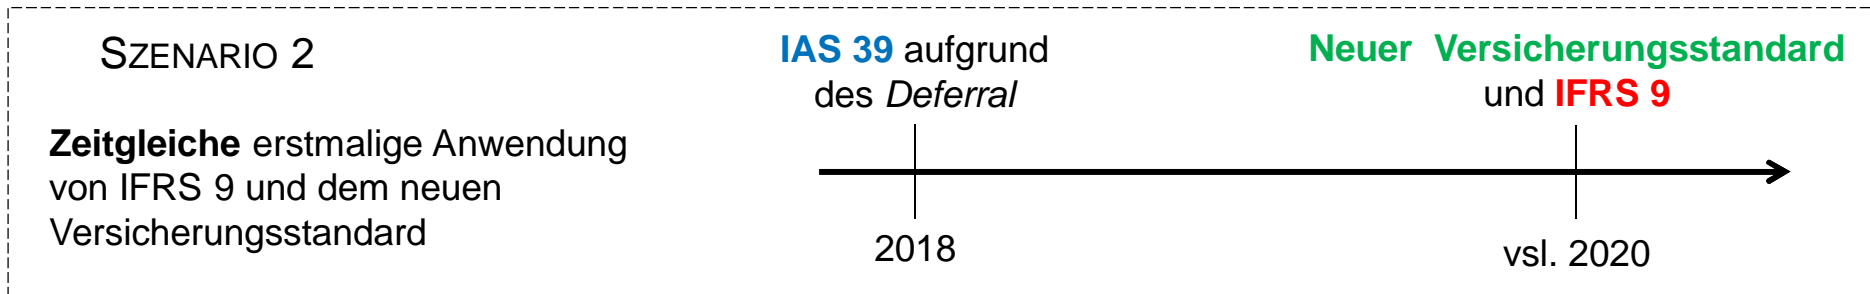 SZENARIO 2
Zeitgleiche erstmalige Anwendung
von IFRS 9 und dem neuen
Versicherungsstandard
IAS 39 aufgrund
des Deferral
2018
Neuer Versicherungsstandard
und IFRS 9
vsl. 2020